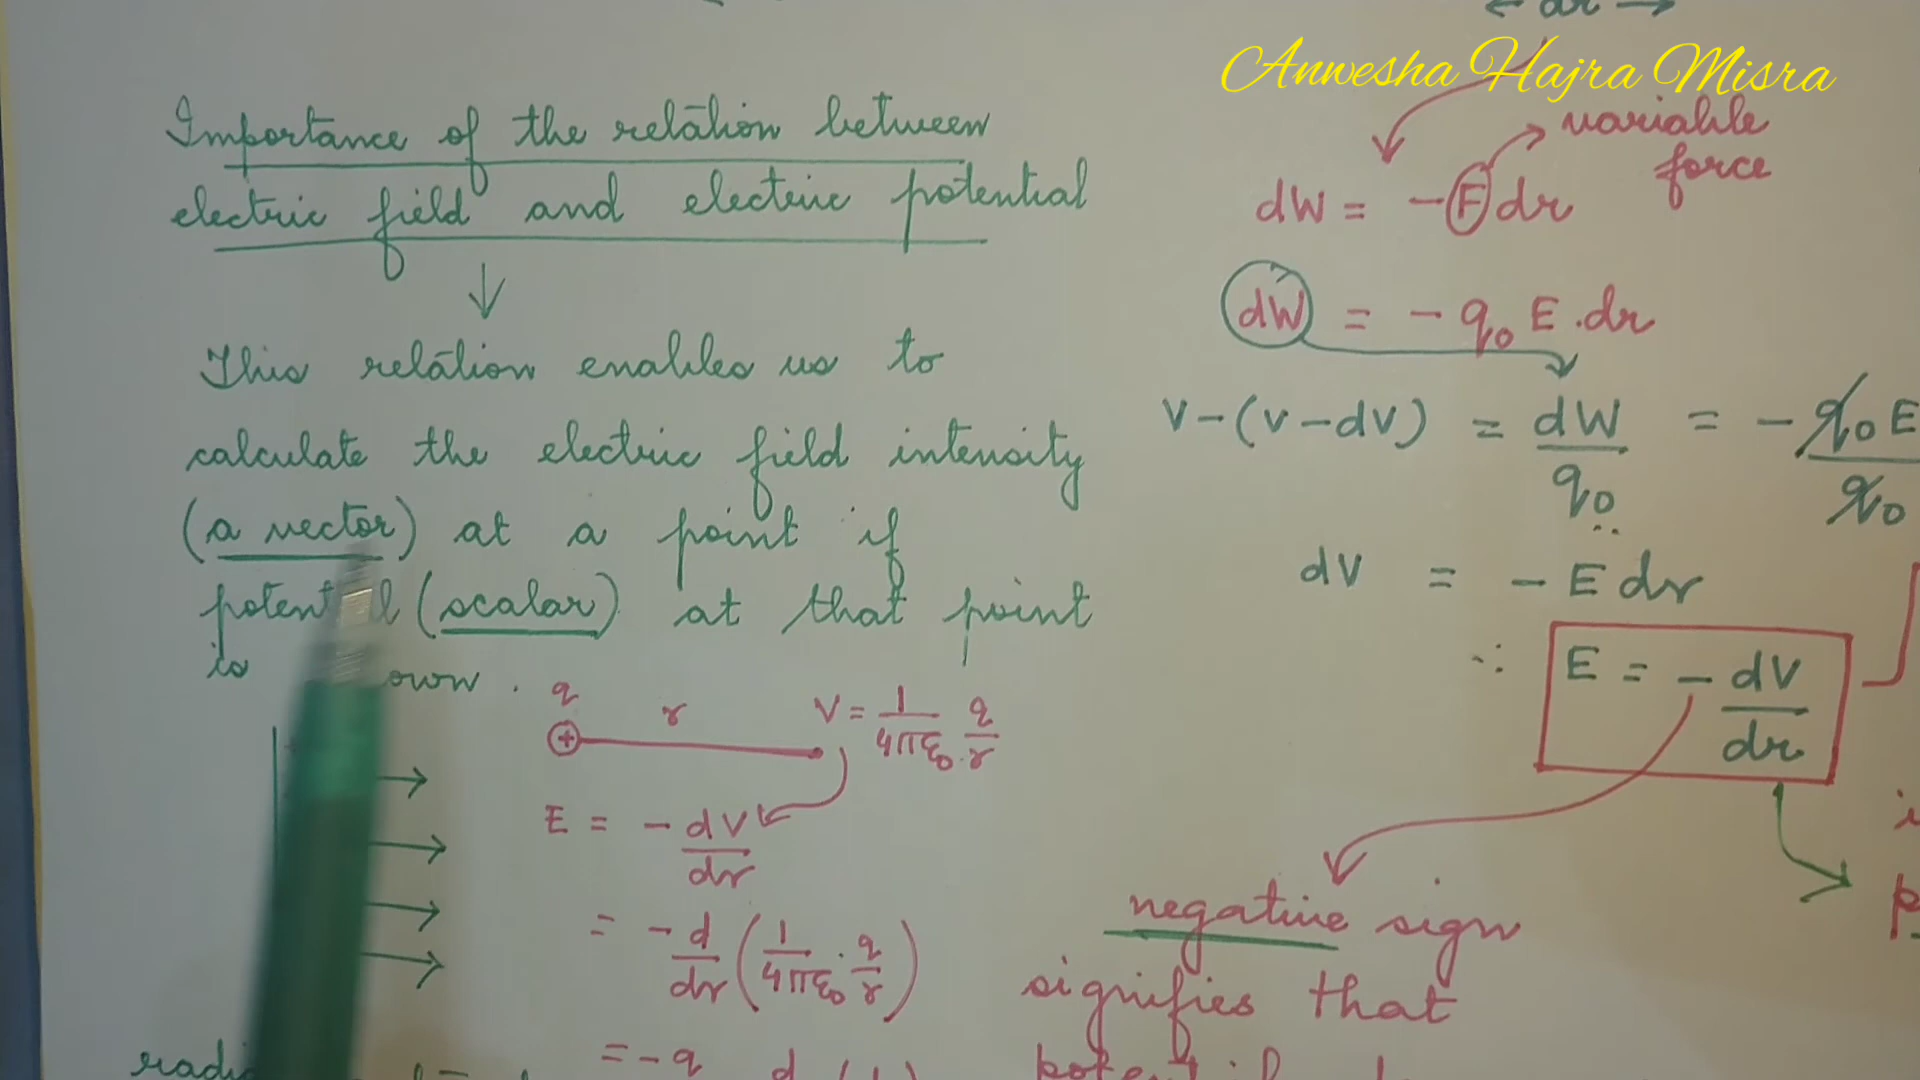 Anwesha Hajra Misra
Importance of the relation between
electric field and electric potential
↓
This relation enables us to
calculate the electric field intensity
(a vector) at a point if
(scalar) at that point
is
q
r
V = 1/4πε0 . q/r
E = - dV/dr
= - d/dr (1/4πε0 . q/r)
= - q
dr
variable
force
dW = - F dr
dW = - q0 E . dr
V - (V - dV) = dW/q0 = - q0 E/q0
dV = - E dr
∴ E = - dV/dr
negative sign
signifies that